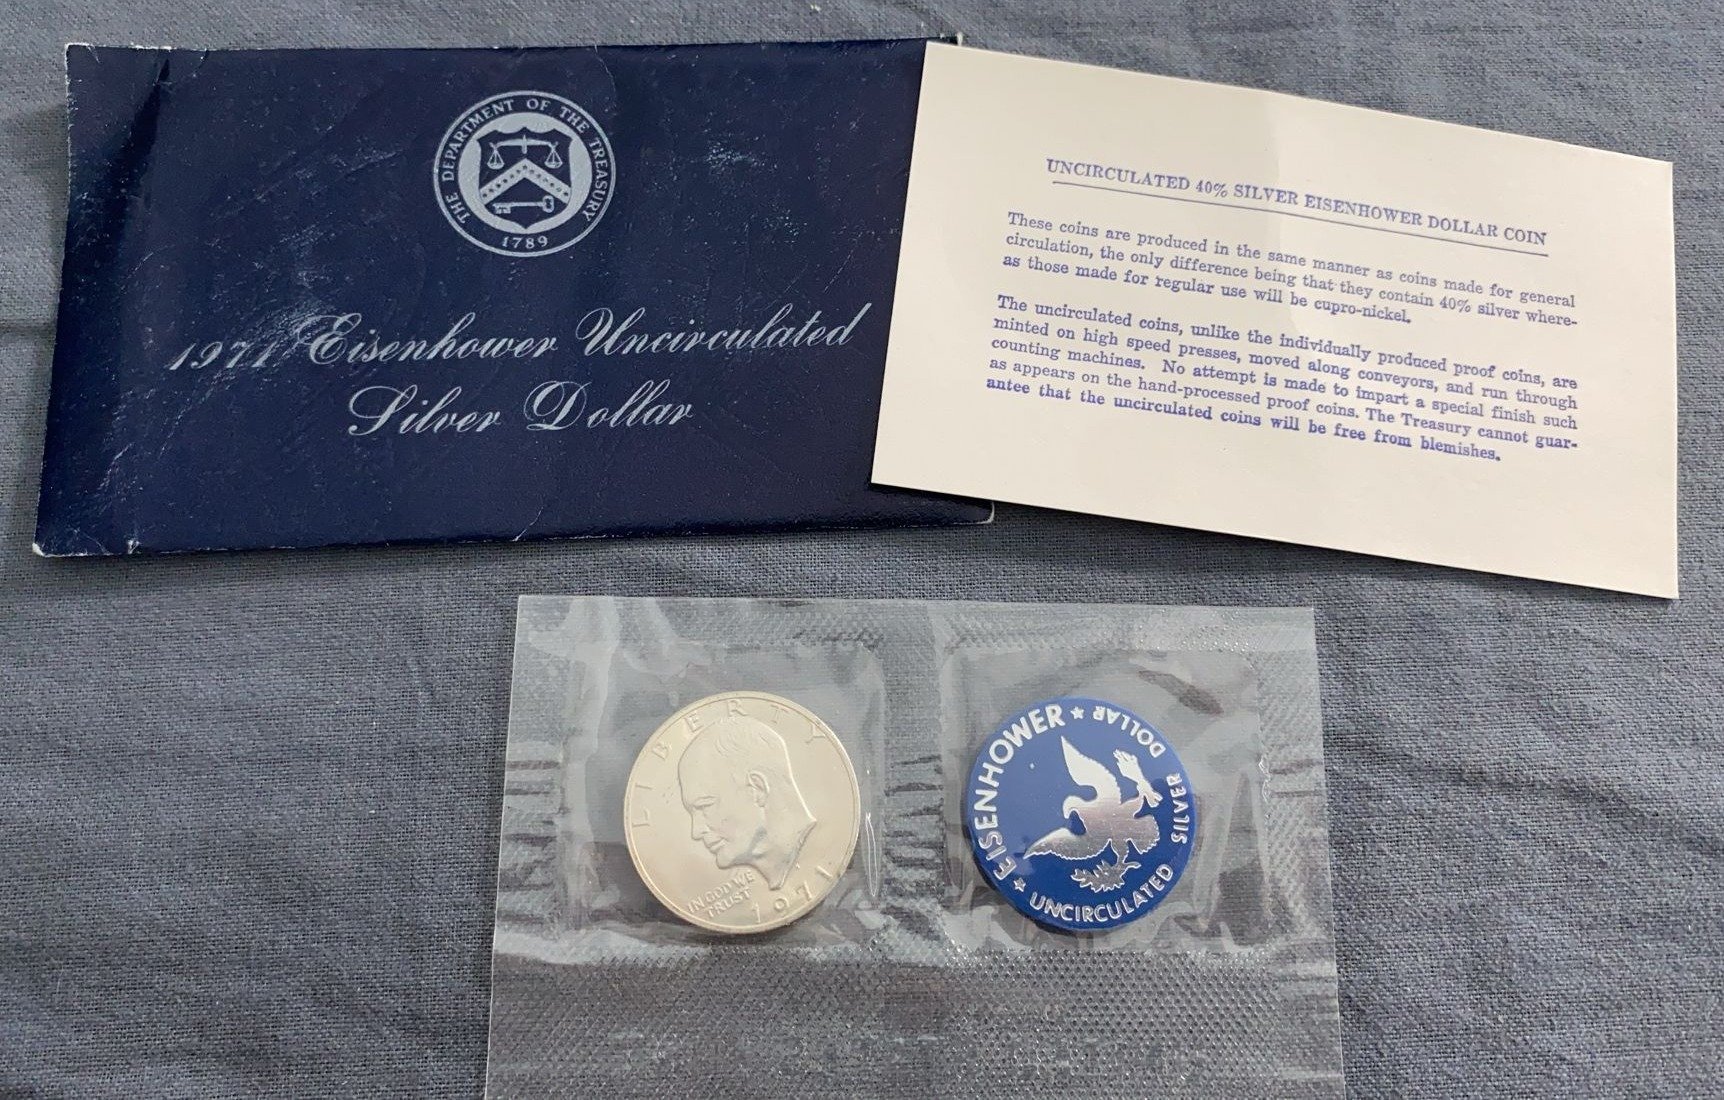 THE DEPARTMENT OF THE TREASURY
1789
1971 Eisenhower Uncirculated
Silver Dollar
UNCIRCULATED 40% SILVER EISENHOWER DOLLAR COIN
These coins are produced in the same manner as coins made for general
circulation, the only difference being that they contain 40% silver where-
as those made for regular use will be cupro-nickel.
The uncirculated coins, unlike the individually produced proof coins, are
minted on high speed presses, moved along conveyors, and run through
counting machines. No attempt is made to impart a special finish such
as appears on the hand-processed proof coins. The Treasury cannot guar-
antee that the uncirculated coins will be free from blemishes.
LIBERTY
IN GOD WE
TRUST
1971
EISENHOWER ★ DOLLAR
★ UNCIRCULATED SILVER